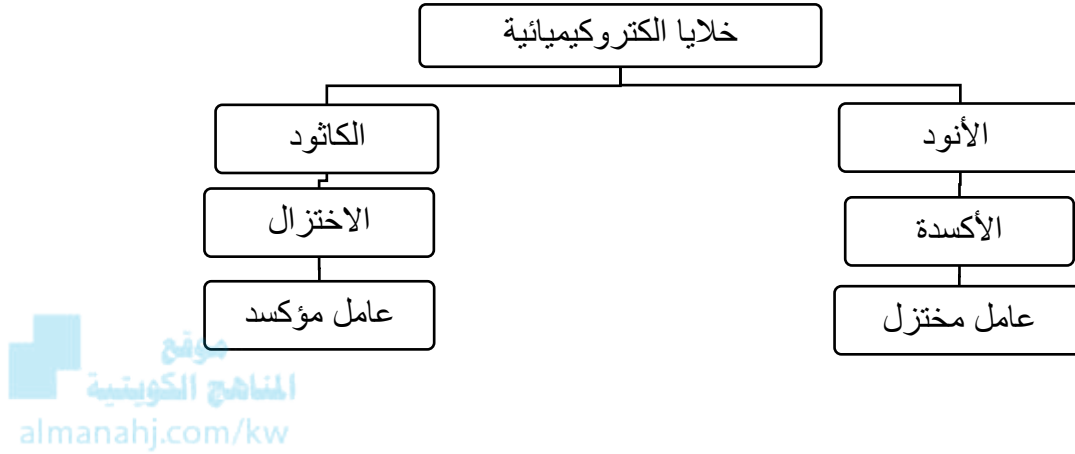 خلايا الكتروكيميائية
الأنود
الكاثود
الأكسدة
الاختزال
عامل مختزل
عامل مؤكسد
موقع
المناهج الكويتية
almanahj.com/kw